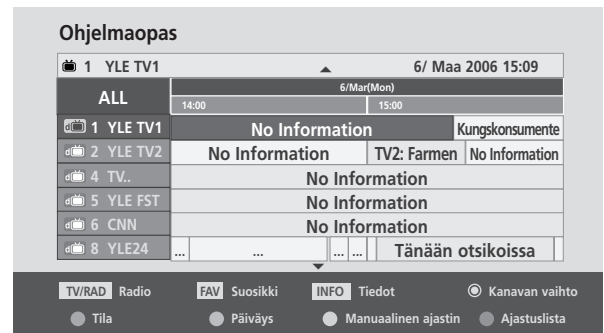 Ohjelmaopas
1 YLE TV1 6/ Maa 2006 15:09
ALL 6/Mar(Mon)
14:00 15:00
1 YLE TV1 No Information Kungskonsumente
2 YLE TV2 No Information TV2: Farmen No Information
4 TV.. No Information
5 YLE FST No Information
6 CNN No Information
8 YLE24 ... ... ... ... Tänään otsikoissa
TV/RAD Radio FAV Suosikki INFO Tiedot Kanavan vaihto
Tila Päiväys Manuaalinen ajastin Ajastuslista